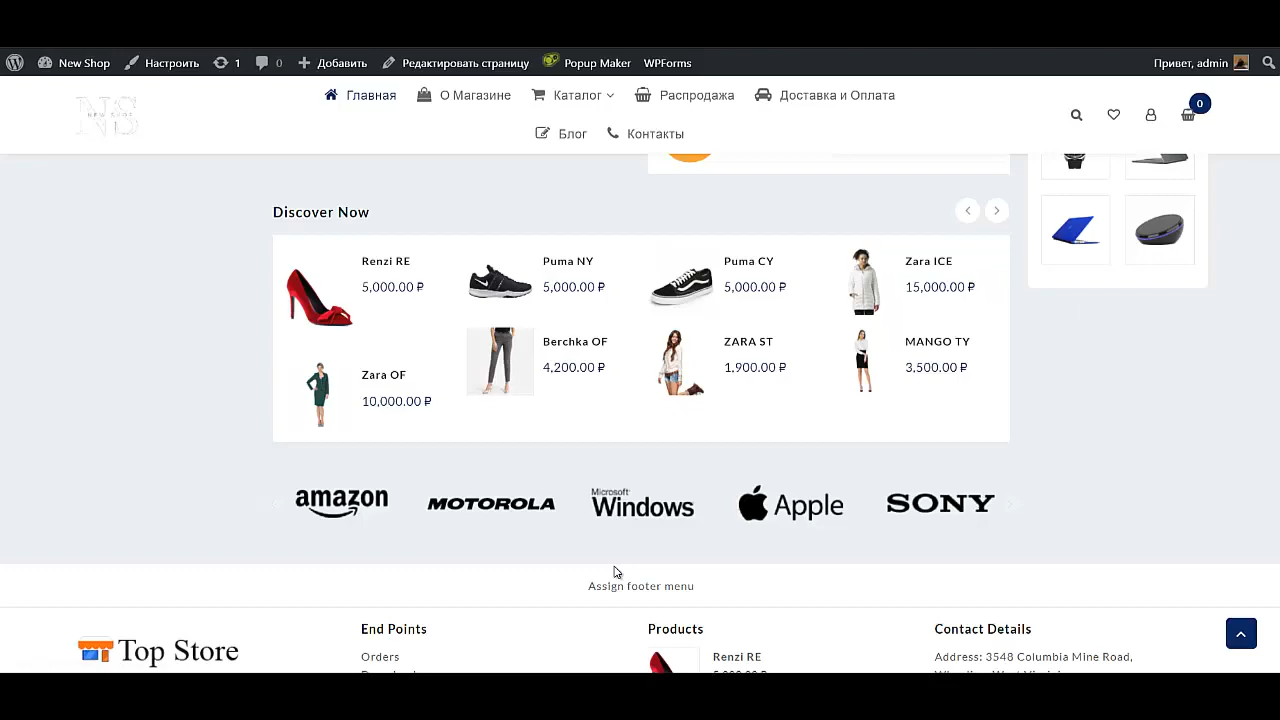 New Shop
Настроить
1
0
Добавить
Редактировать страницу
Popup Maker
WPForms
Привет, admin
NS
NEW SHOP
Главная
О Магазине
Каталог
Распродажа
Доставка и Оплата
0
Блог
Контакты
Discover Now
Renzi RE
5,000.00 ₽
Puma NY
5,000.00 ₽
Puma CY
5,000.00 ₽
Zara ICE
15,000.00 ₽
Zara OF
10,000.00 ₽
Berchka OF
4,200.00 ₽
ZARA ST
1,900.00 ₽
MANGO TY
3,500.00 ₽
amazon
MOTOROLA
Microsoft
Windows
Apple
SONY
Assign footer menu
Top Store
End Points
Orders
Products
Renzi RE
Contact Details
Address: 3548 Columbia Mine Road,